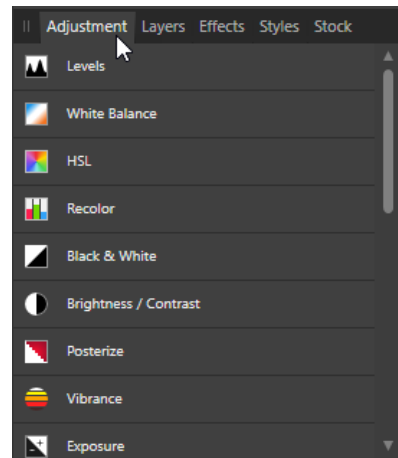 Adjustment Layers Effects Styles Stock
Levels
White Balance
HSL
Recolor
Black & White
Brightness / Contrast
Posterize
Vibrance
Exposure